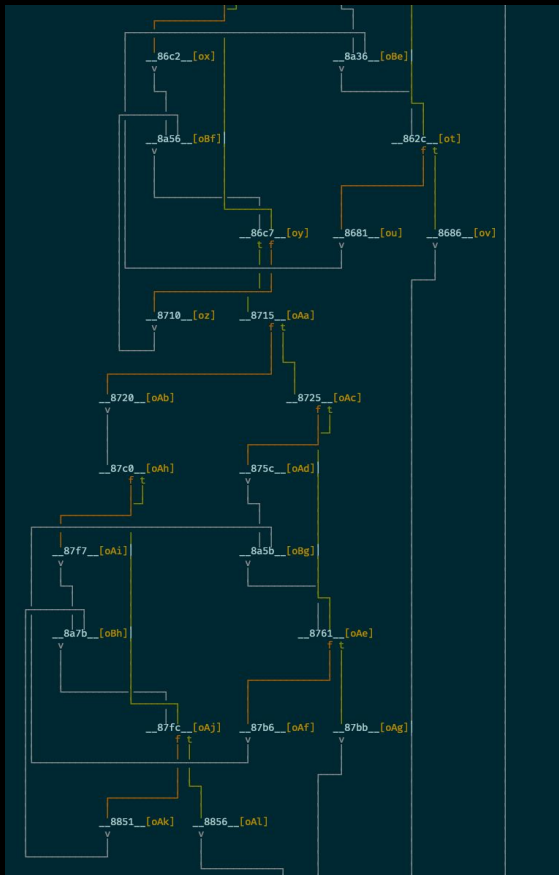 __86c2__[ox] __8a36__[oBe]
v v
__8a56__[oBf] __862c__[ot]
v f t
__86c7__[oy] __8681__[ou] __8686__[ov]
t f v v
__8710__[oz] __8715__[oAa]
v f t
__8720__[oAb] __8725__[oAc]
v f t
__87c0__[oAh] __875c__[oAd]
f t v
__87f7__[oAi] __8a5b__[oBg]
v v
__8a7b__[oBh] __8761__[oAe]
v f t
__87fc__[oAj] __87b6__[oAf] __87bb__[oAg]
f t v v
__8851__[oAk] __8856__[oAl]
v v